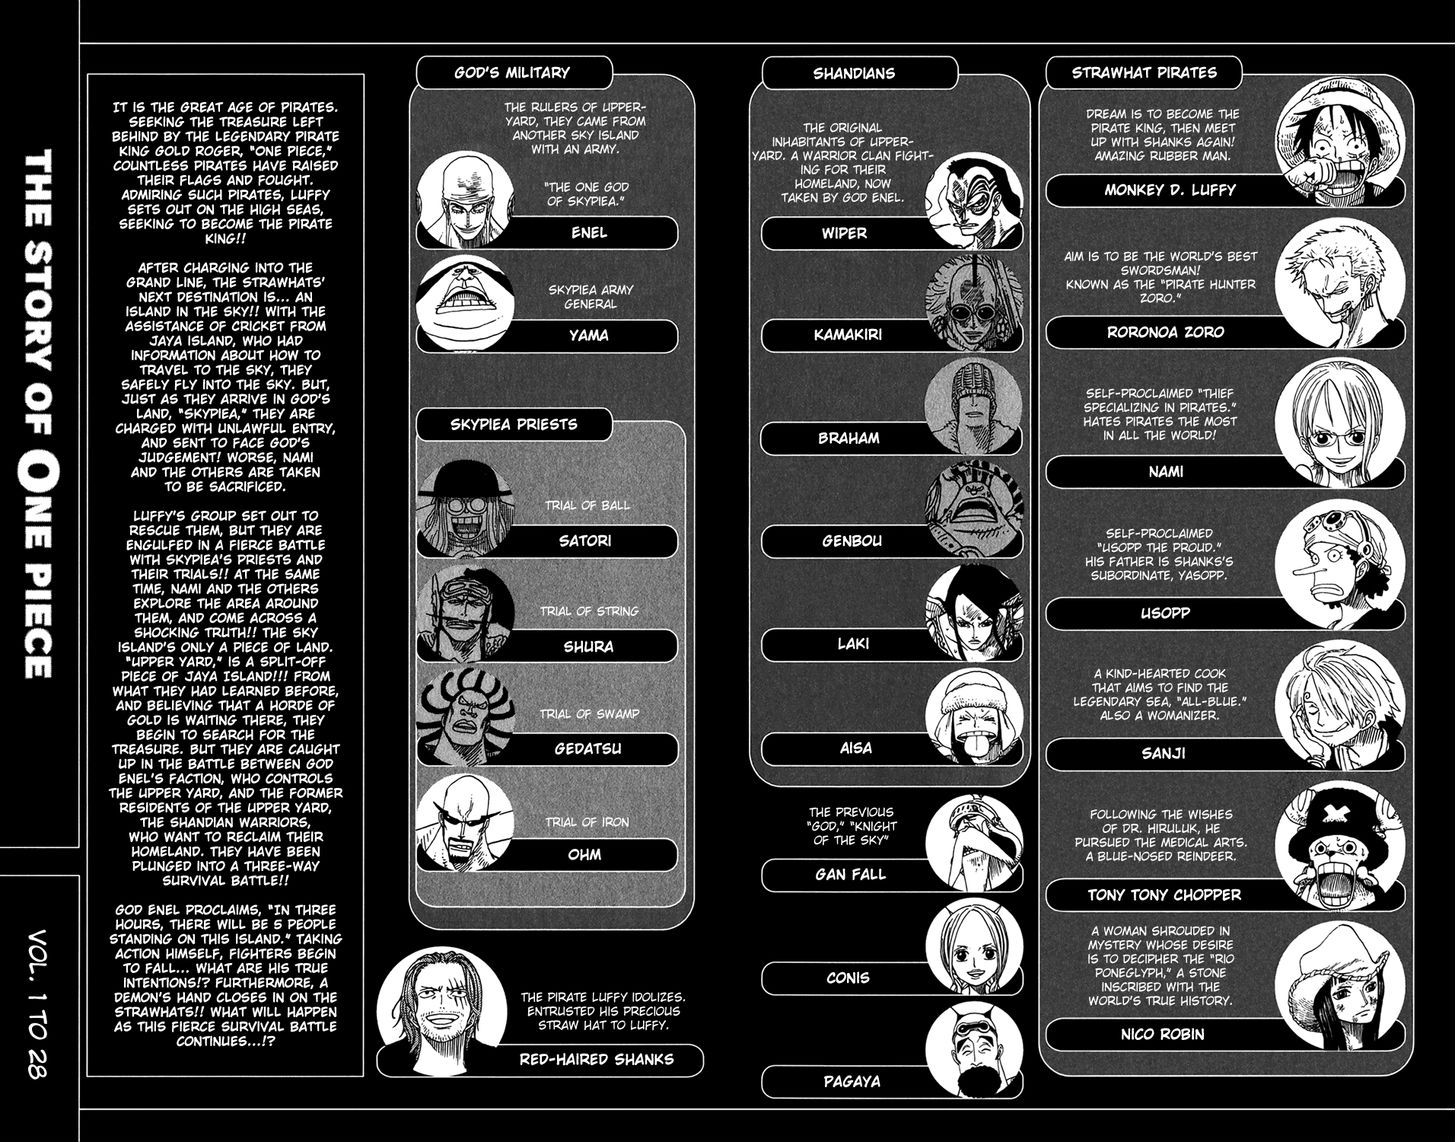 THE STORY OF ONE PIECE
VOL. 1 TO 28
IT IS THE GREAT AGE OF PIRATES.
SEEKING THE TREASURE LEFT
BEHIND BY THE LEGENDARY PIRATE
KING GOLD ROGER, "ONE PIECE,"
COUNTLESS PIRATES HAVE RAISED
THEIR FLAGS AND FOUGHT.
ADMIRING SUCH PIRATES, LUFFY
SETS OUT ON THE HIGH SEAS,
SEEKING TO BECOME THE PIRATE
KING!!
AFTER CHARGING INTO THE
GRAND LINE, THE STRAWHATS'
NEXT DESTINATION IS... AN
ISLAND IN THE SKY!! WITH THE
ASSISTANCE OF CRICKET FROM
JAYA ISLAND, WHO HAD
INFORMATION ABOUT HOW TO
TRAVEL TO THE SKY, THEY
SAFELY FLY INTO THE SKY. BUT,
JUST AS THEY ARRIVE IN GOD'S
LAND, "SKYPIEA," THEY ARE
CHARGED WITH UNLAWFUL ENTRY,
AND SENT TO FACE GOD'S
JUDGEMENT! WORSE, NAMI
AND THE OTHERS ARE TAKEN
TO BE SACRIFICED.
LUFFY'S GROUP SET OUT TO
RESCUE THEM, BUT THEY ARE
ENGULFED IN A FIERCE BATTLE
WITH SKYPIEA'S PRIESTS AND
THEIR TRIALS!! AT THE SAME
TIME, NAMI AND THE OTHERS
EXPLORE THE AREA AROUND
THEM, AND COME ACROSS A
SHOCKING TRUTH!! THE SKY
ISLAND'S ONLY A PIECE OF LAND.
"UPPER YARD," IS A SPLIT-OFF
PIECE OF JAYA ISLAND!!! FROM
WHAT THEY HAD LEARNED BEFORE,
AND BELIEVING THAT A HORDE OF
GOLD IS WAITING THERE, THEY
BEGIN TO SEARCH FOR THE
TREASURE. BUT THEY ARE CAUGHT
UP IN THE BATTLE BETWEEN GOD
ENEL'S FACTION, WHO CONTROLS
THE UPPER YARD, AND THE FORMER
RESIDENTS OF THE UPPER YARD,
THE SHANDIAN WARRIORS,
WHO WANT TO RECLAIM THEIR
HOMELAND. THEY HAVE BEEN
PLUNGED INTO A THREE-WAY
SURVIVAL BATTLE!!
GOD ENEL PROCLAIMS, "IN THREE
HOURS, THERE WILL BE 5 PEOPLE
STANDING ON THIS ISLAND." TAKING
ACTION HIMSELF, FIGHTERS BEGIN
TO FALL... WHAT ARE HIS TRUE
INTENTIONS!? FURTHERMORE, A
DEMON'S HAND CLOSES IN ON THE
STRAWHATS!! WHAT WILL HAPPEN
AS THIS FIERCE SURVIVAL BATTLE
CONTINUES...!?
GOD'S MILITARY
THE RULERS OF UPPER-
YARD, THEY CAME FROM
ANOTHER SKY ISLAND
WITH AN ARMY.
"THE ONE GOD
OF SKYPIEA."
ENEL
SKYPIEA ARMY
GENERAL
YAMA
SKYPIEA PRIESTS
TRIAL OF BALL
SATORI
TRIAL OF STRING
SHURA
TRIAL OF SWAMP
GEDATSU
TRIAL OF IRON
OHM
THE PIRATE LUFFY IDOLIZES.
ENTRUSTED HIS PRECIOUS
STRAW HAT TO LUFFY.
RED-HAIRED SHANKS
SHANDIANS
THE ORIGINAL
INHABITANTS OF UPPER-
YARD. A WARRIOR CLAN FIGHT-
ING FOR THEIR
HOMELAND, NOW
TAKEN BY GOD ENEL.
WIPER
KAMAKIRI
BRAHAM
GENBOU
LAKI
AISA
THE PREVIOUS
"GOD," "KNIGHT
OF THE SKY"
GAN FALL
CONIS
PAGAYA
STRAWHAT PIRATES
DREAM IS TO BECOME THE
PIRATE KING, THEN MEET
UP WITH SHANKS AGAIN!
AMAZING RUBBER MAN.
MONKEY D. LUFFY
AIM IS TO BE THE WORLD'S BEST
SWORDSMAN!
KNOWN AS THE "PIRATE HUNTER
ZORO."
RORONOA ZORO
SELF-PROCLAIMED "THIEF
SPECIALIZING IN PIRATES."
HATES PIRATES THE MOST
IN ALL THE WORLD!
NAMI
SELF-PROCLAIMED
"USOPP THE PROUD."
HIS FATHER IS SHANKS'S
SUBORDINATE, YASOPP.
USOPP
A KIND-HEARTED COOK
THAT AIMS TO FIND THE
LEGENDARY SEA, "ALL-BLUE."
ALSO A WOMANIZER.
SANJI
FOLLOWING THE WISHES
OF DR. HIRULUK, HE
PURSUED THE MEDICAL ARTS.
A BLUE-NOSED REINDEER.
TONY TONY CHOPPER
A WOMAN SHROUDED IN
MYSTERY WHOSE DESIRE
IS TO DECIPHER THE "RIO
PONEGLYPH," A STONE
INSCRIBED WITH THE
WORLD'S TRUE HISTORY.
NICO ROBIN